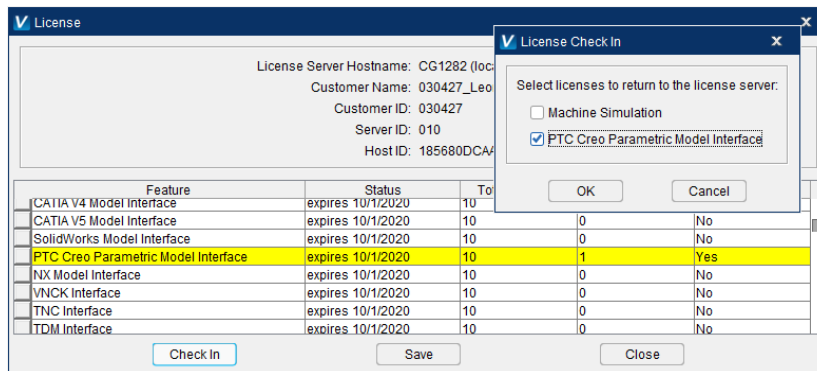 License
License Server Hostname: CG1282 (loc
Customer Name: 030427_Leo
Customer ID: 030427
Server ID: 010
Host ID: 185680DCAA
License Check In
Select licenses to return to the license server:
Machine Simulation
PTC Creo Parametric Model Interface
OK Cancel
Feature Status To
CATIA V4 Model Interface expires 10/1/2020 10
CATIA V5 Model Interface expires 10/1/2020 10 0 No
SolidWorks Model Interface expires 10/1/2020 10 0 No
PTC Creo Parametric Model Interface expires 10/1/2020 10 1 Yes
NX Model Interface expires 10/1/2020 10 0 No
VNCK Interface expires 10/1/2020 10 0 No
TNC Interface expires 10/1/2020 10 0 No
TDM Interface expires 10/1/2020 10 0 No
Check In Save Close